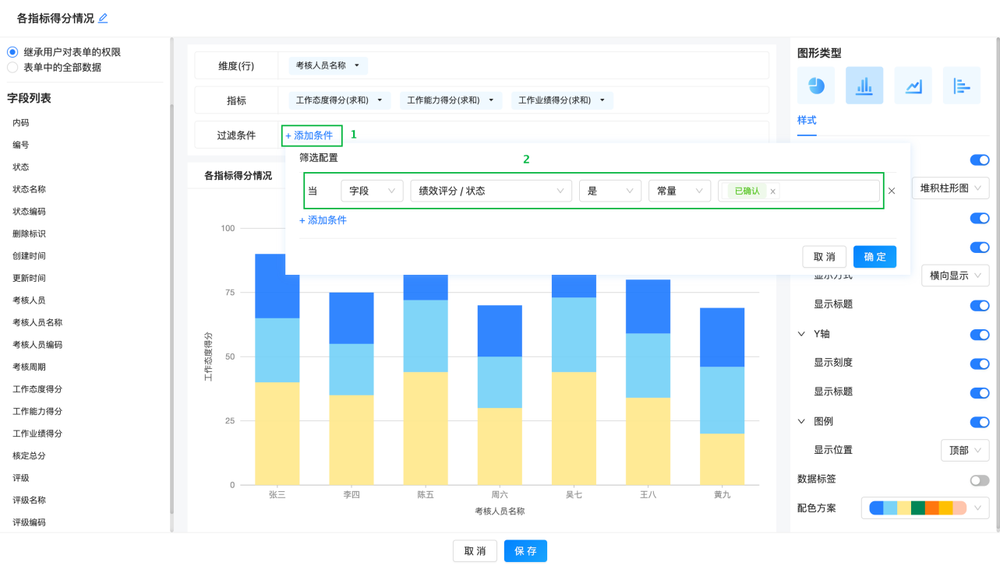 各指标得分情况
继承用户对表单的权限
表单中的全部数据
字段列表
内码
编号
状态
状态名称
状态编码
删除标识
创建时间
更新时间
考核人员
考核人员名称
考核人员编码
考核周期
工作态度得分
工作能力得分
工作业绩得分
核定总分
评级
评级名称
评级编码
维度(行)
考核人员名称
指标
工作态度得分(求和) 工作能力得分(求和) 工作业绩得分(求和)
过滤条件
+ 添加条件 1
筛选配置 2
当 字段 绩效评分 / 状态 是 常量 已确认 x
+ 添加条件
取消 确定
各指标得分情况
100
75
50
25
0
工作态度得分
张三 李四 陈五 周六 吴七 王八 黄九
考核人员名称
图形类型
样式
堆积柱形图
显示方式 横向显示
显示标题
Y轴
显示刻度
显示标题
图例
显示位置 顶部
数据标签
配色方案
取消 保存